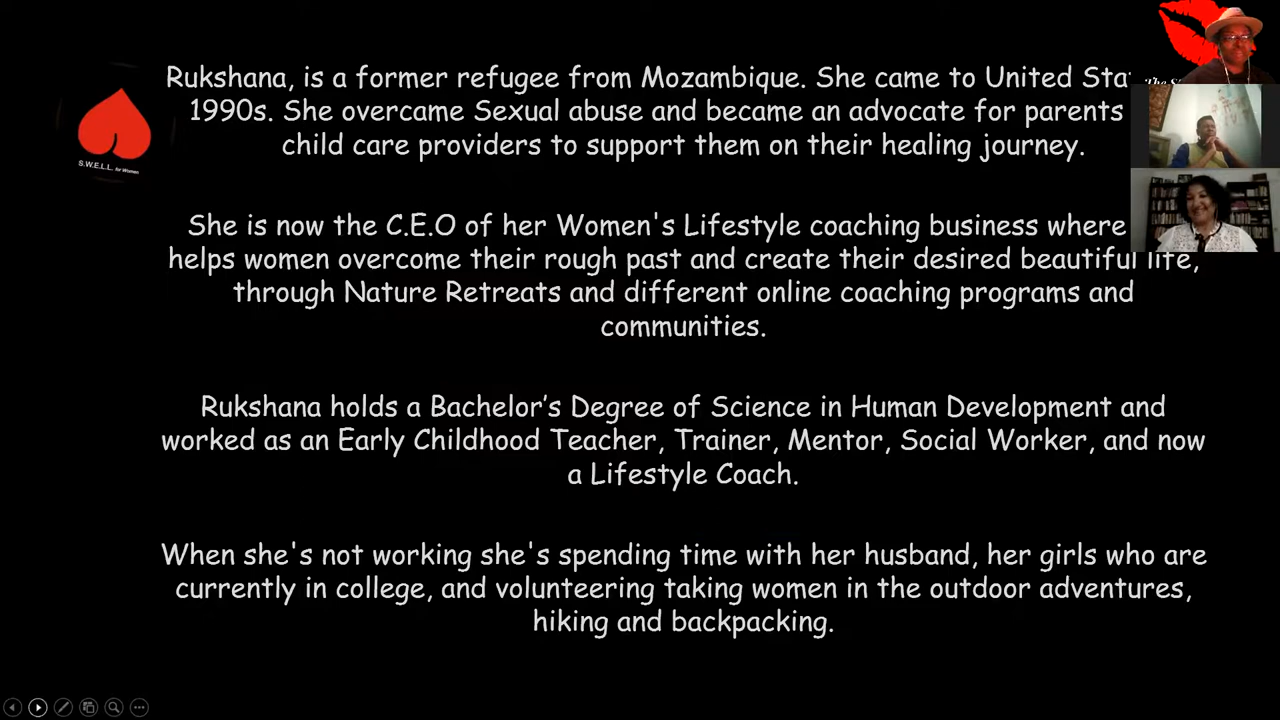 Rukshana, is a former refugee from Mozambique. She came to United
1990s. She overcame Sexual abuse and became an advocate for parents
child care providers to support them on their healing journey.
She is now the C.E.O of her Women's Lifestyle coaching business where
helps women overcome their rough past and create their desired beautiful life,
through Nature Retreats and different online coaching programs and
communities.
Rukshana holds a Bachelor’s Degree of Science in Human Development and
worked as an Early Childhood Teacher, Trainer, Mentor, Social Worker, and now
a Lifestyle Coach.
When she's not working she's spending time with her husband, her girls who are
currently in college, and volunteering taking women in the outdoor adventures,
hiking and backpacking.
S.W.E.L.L. for Women
The